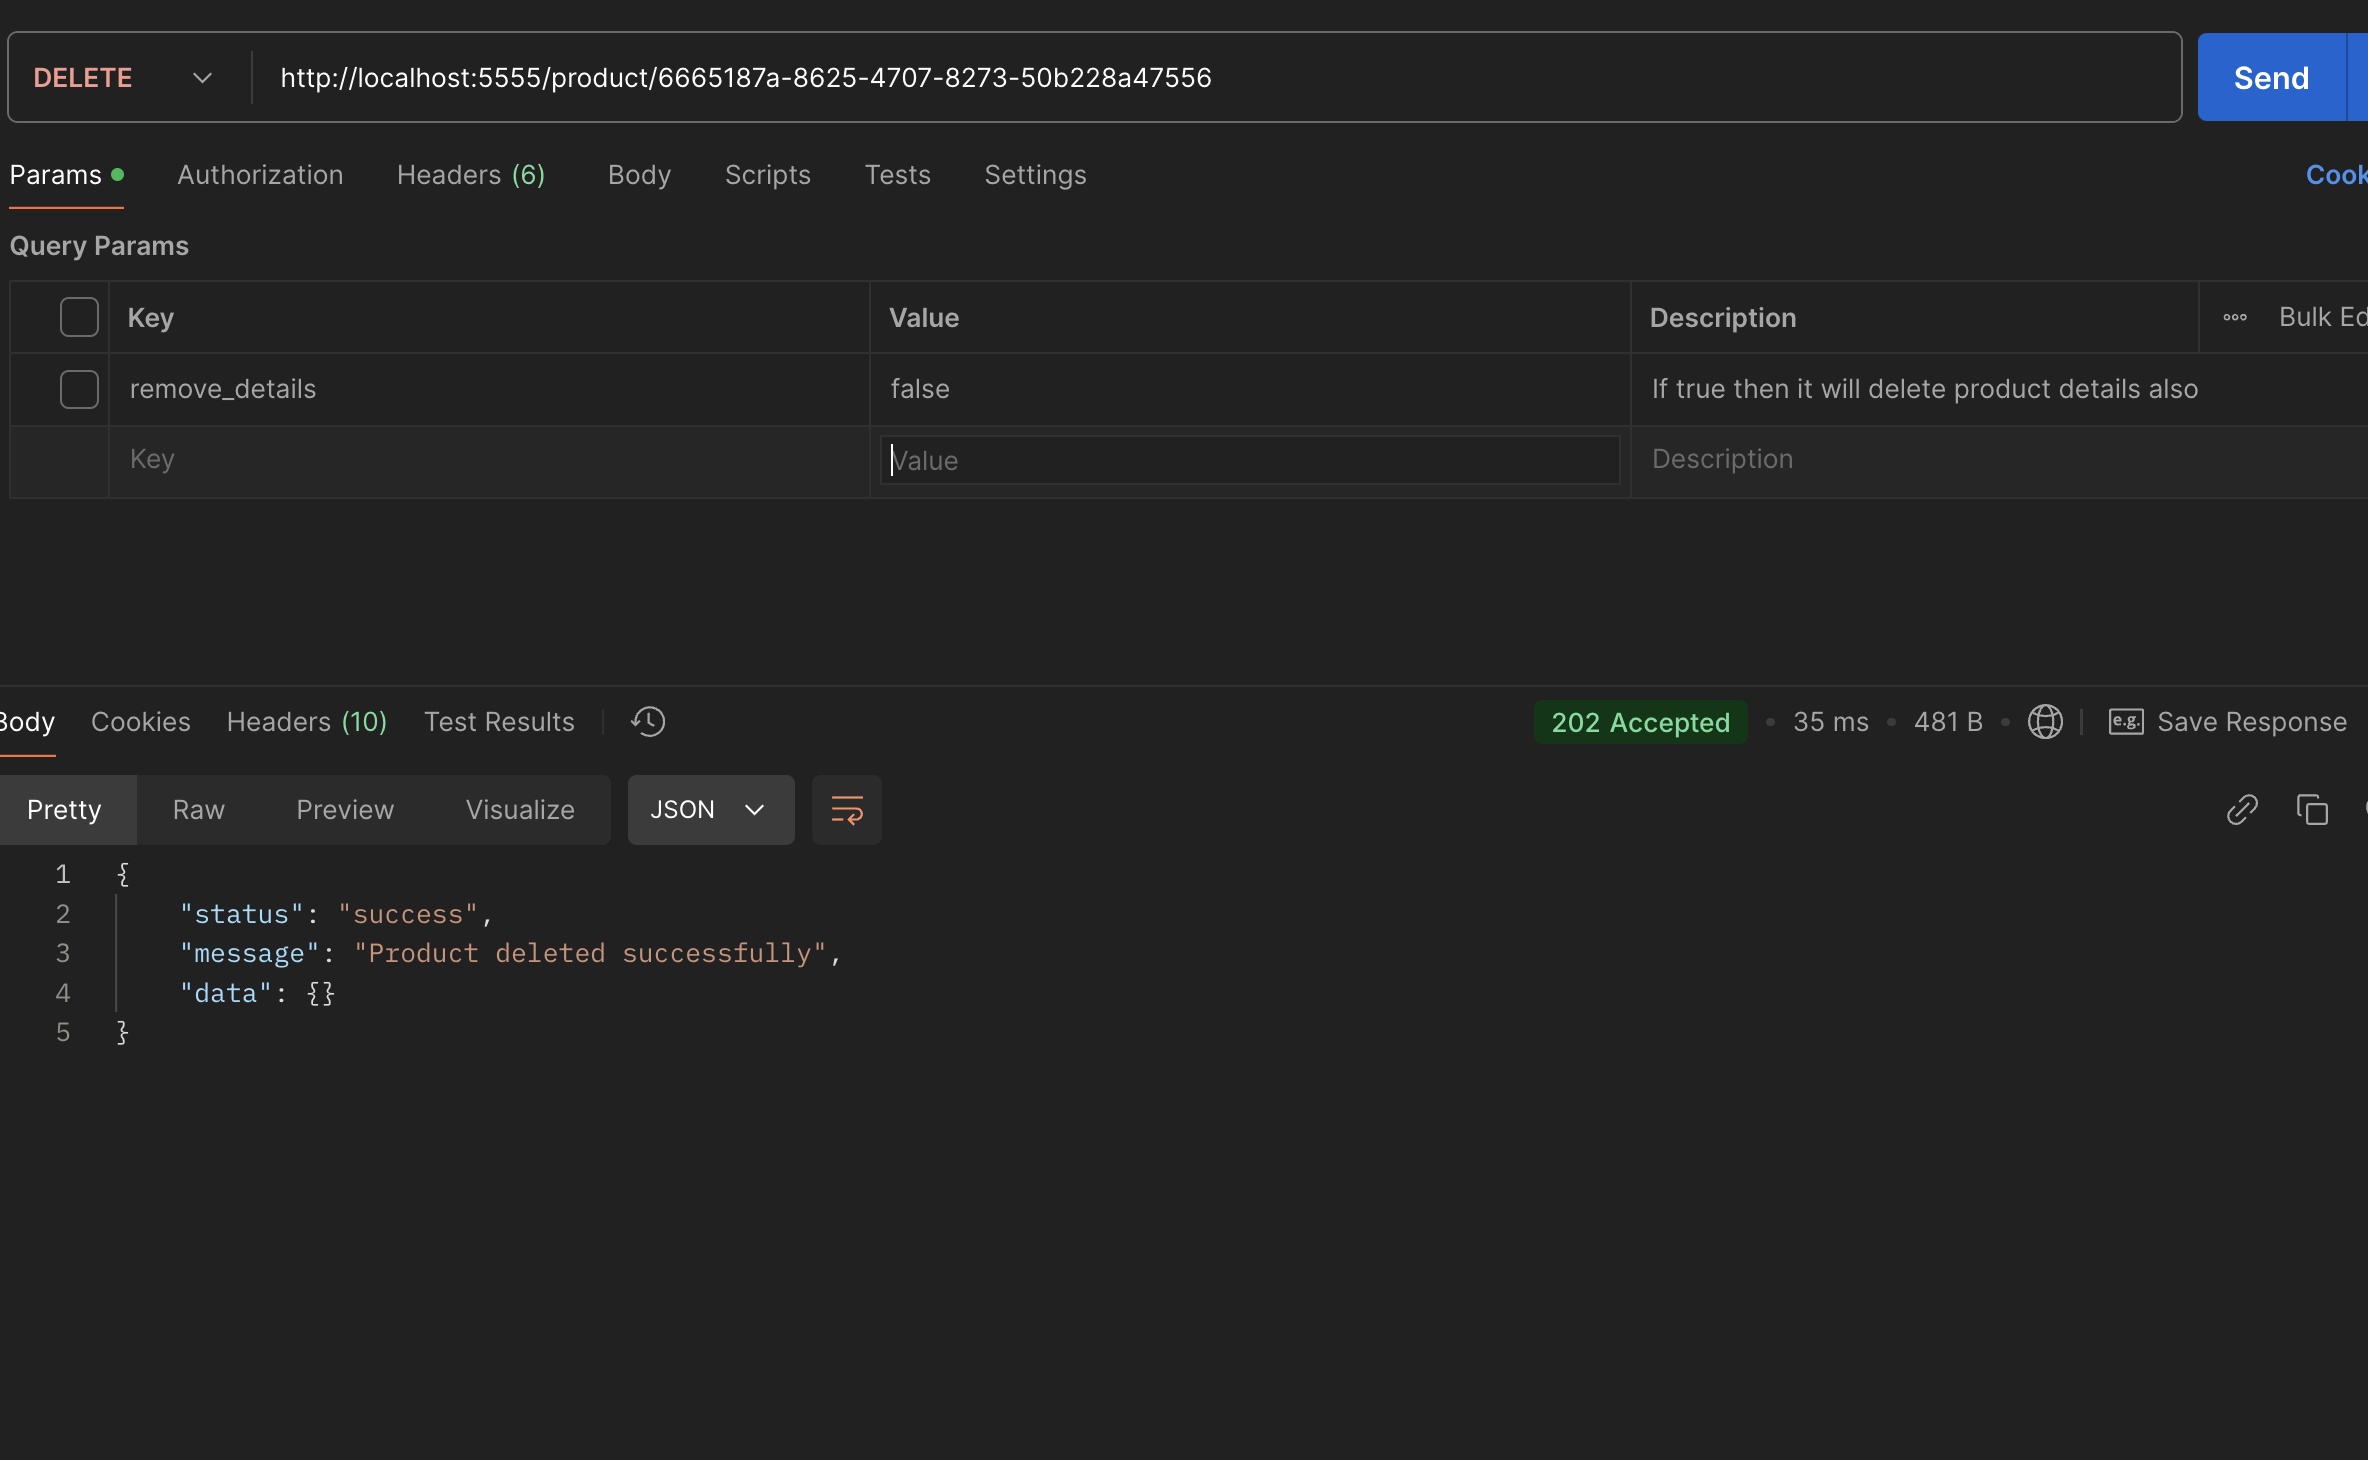 DELETE http://localhost:5555/product/6665187a-8625-4707-8273-50b228a47556 Send
Params Authorization Headers (6) Body Scripts Tests Settings Cook
Query Params
Key Value Description Bulk Ed
remove_details false If true then it will delete product details also
Key Value Description
Body Cookies Headers (10) Test Results 202 Accepted 35 ms 481 B e.g. Save Response
Pretty Raw Preview Visualize JSON
1 {
2 "status": "success",
3 "message": "Product deleted successfully",
4 "data": {}
5 }